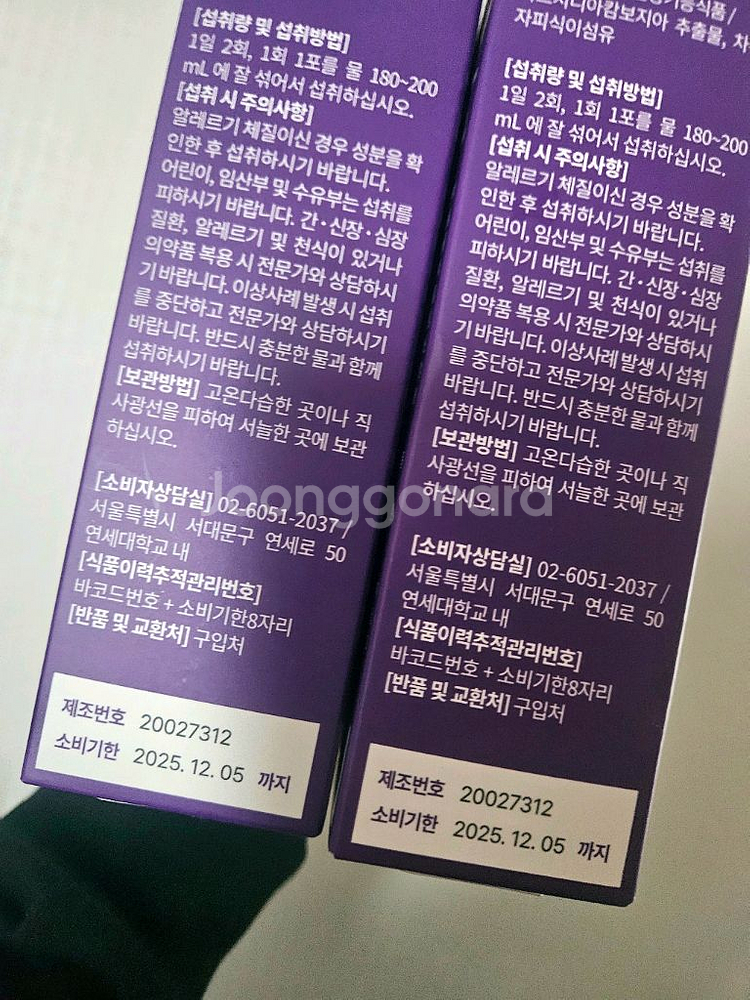 [섭취량 및 섭취방법]
1일 2회, 1회 1포를 물 180~200
mL 에 잘 섞어서 섭취하십시오.
[섭취 시 주의사항]
알레르기 체질이신 경우 성분을 확
인한 후 섭취하시기 바랍니다.
어린이, 임산부 및 수유부는 섭취를
피하시기 바랍니다. 간·신장·심장
질환, 알레르기 및 천식이 있거나
의약품 복용 시 전문가와 상담하시
기 바랍니다. 이상사례 발생 시 섭취
를 중단하고 전문가와 상담하시기
바랍니다. 반드시 충분한 물과 함께
섭취하시기 바랍니다.
[보관방법] 고온다습한 곳이나 직
사광선을 피하여 서늘한 곳에 보관
하십시오.
[소비자상담실] 02-6051-2037 /
서울특별시 서대문구 연세로 50
연세대학교 내
[식품이력추적관리번호]
바코드번호 + 소비기한8자리
[반품 및 교환처] 구입처
제조번호 20027312
소비기한 2025. 12. 05 까지
캄보지아 추출물, 차
자피식이섬유
[섭취량 및 섭취방법]
1일 2회, 1회 1포를 물 180~200
mL 에 잘 섞어서 섭취하십시오.
[섭취 시 주의사항]
알레르기 체질이신 경우 성분을 확
인한 후 섭취하시기 바랍니다.
어린이, 임산부 및 수유부는 섭취를
피하시기 바랍니다. 간·신장·심장
질환, 알레르기 및 천식이 있거나
의약품 복용 시 전문가와 상담하시
기 바랍니다. 이상사례 발생 시 섭취
를 중단하고 전문가와 상담하시기
바랍니다. 반드시 충분한 물과 함께
섭취하시기 바랍니다.
[보관방법] 고온다습한 곳이나 직
사광선을 피하여 서늘한 곳에 보관
하십시오.
[소비자상담실] 02-6051-2037 /
서울특별시 서대문구 연세로 50
연세대학교 내
[식품이력추적관리번호]
바코드번호 + 소비기한8자리
[반품 및 교환처] 구입처
제조번호 20027312
소비기한 2025. 12. 05 까지
Joonggonara